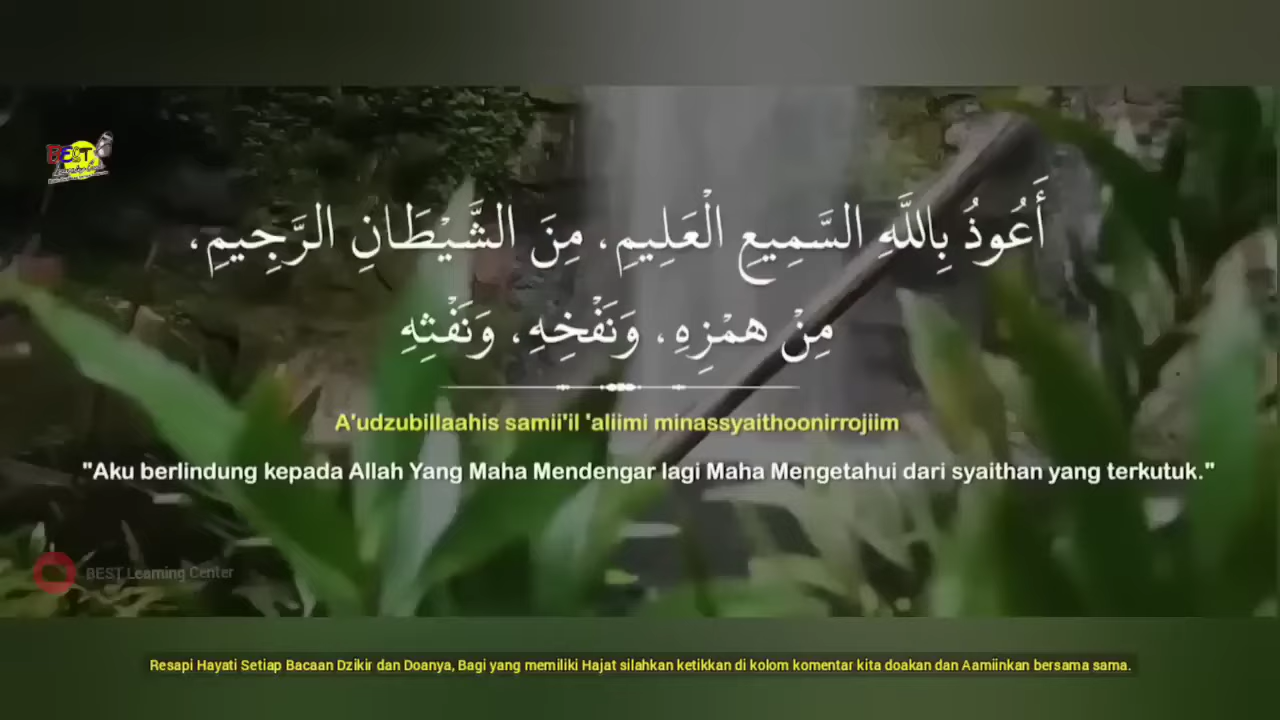 BEST
أَعُوذُ بِاللَّهِ السَّمِيعِ الْعَلِيمِ، مِنَ الشَّيْطَانِ الرَّجِيمِ،
مِنْ هَمْزِهِ، وَنَفْخِهِ، وَنَفْثِهِ
A'udzubillaahis samii'il 'aliimi minassyaithoonirrojiim
"Aku berlindung kepada Allah Yang Maha Mendengar lagi Maha Mengetahui dari syaithan yang terkutuk."
BEST Learning Center
Resapi Hayati Setiap Bacaan Dzikir dan Doanya, Bagi yang memiliki Hajat silahkan ketikkan di kolom komentar kita doakan dan Aamiinkan bersama sama.